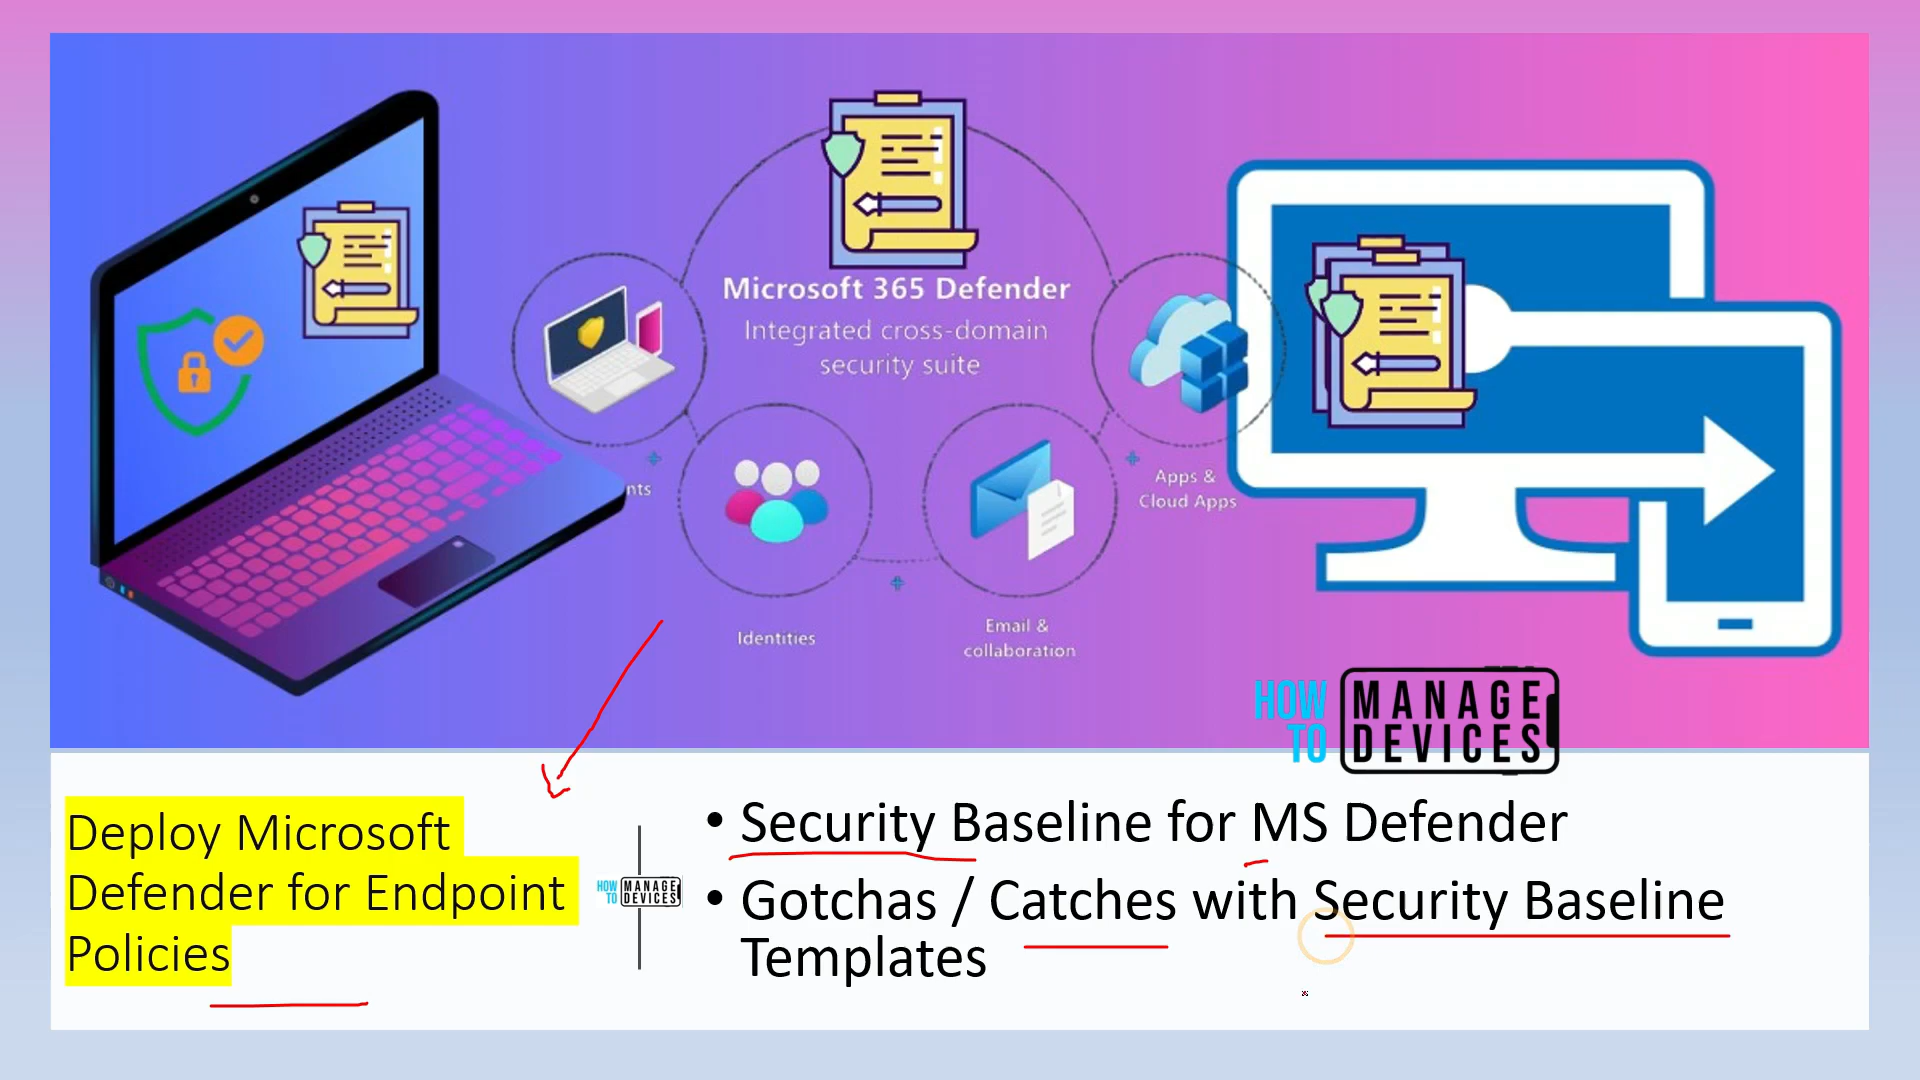 Microsoft 365 Defender
Integrated cross-domain
security suite
nts
Identities
Email &
collaboration
Apps &
Cloud Apps
HOW
TO
MANAGE
DEVICES
Deploy Microsoft
Defender for Endpoint
Policies
HOW
TO
MANAGE
DEVICES
• Security Baseline for MS Defender
• Gotchas / Catches with Security Baseline
Templates